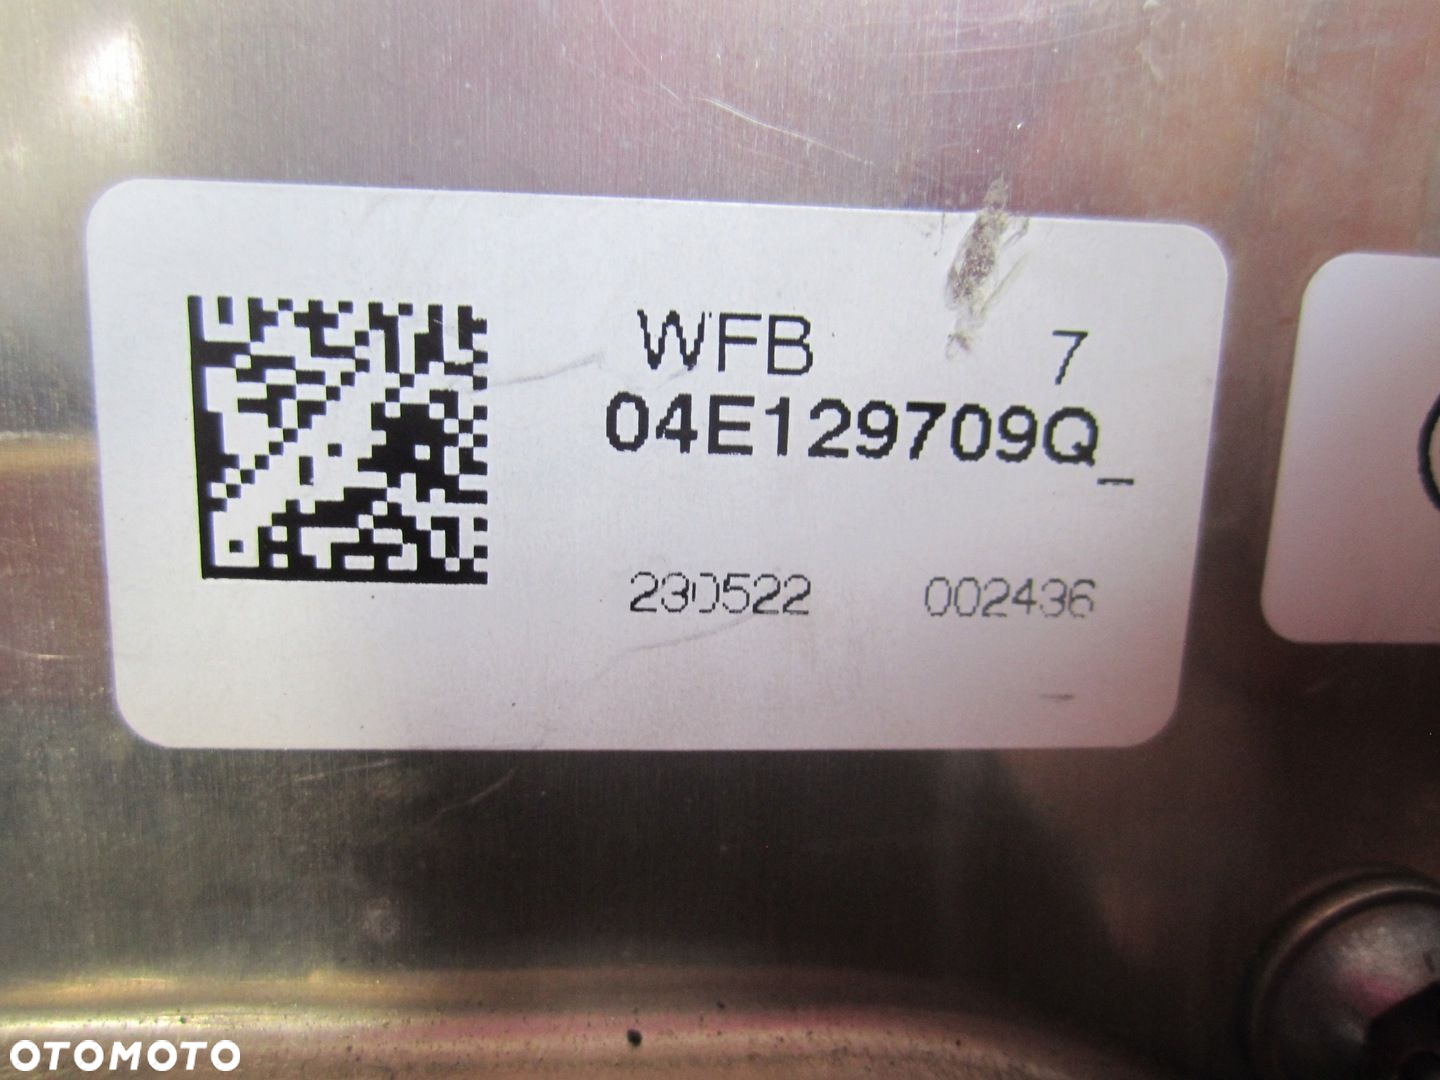 WFB 7
04E129709Q_
230522 002436
OTOMOTO